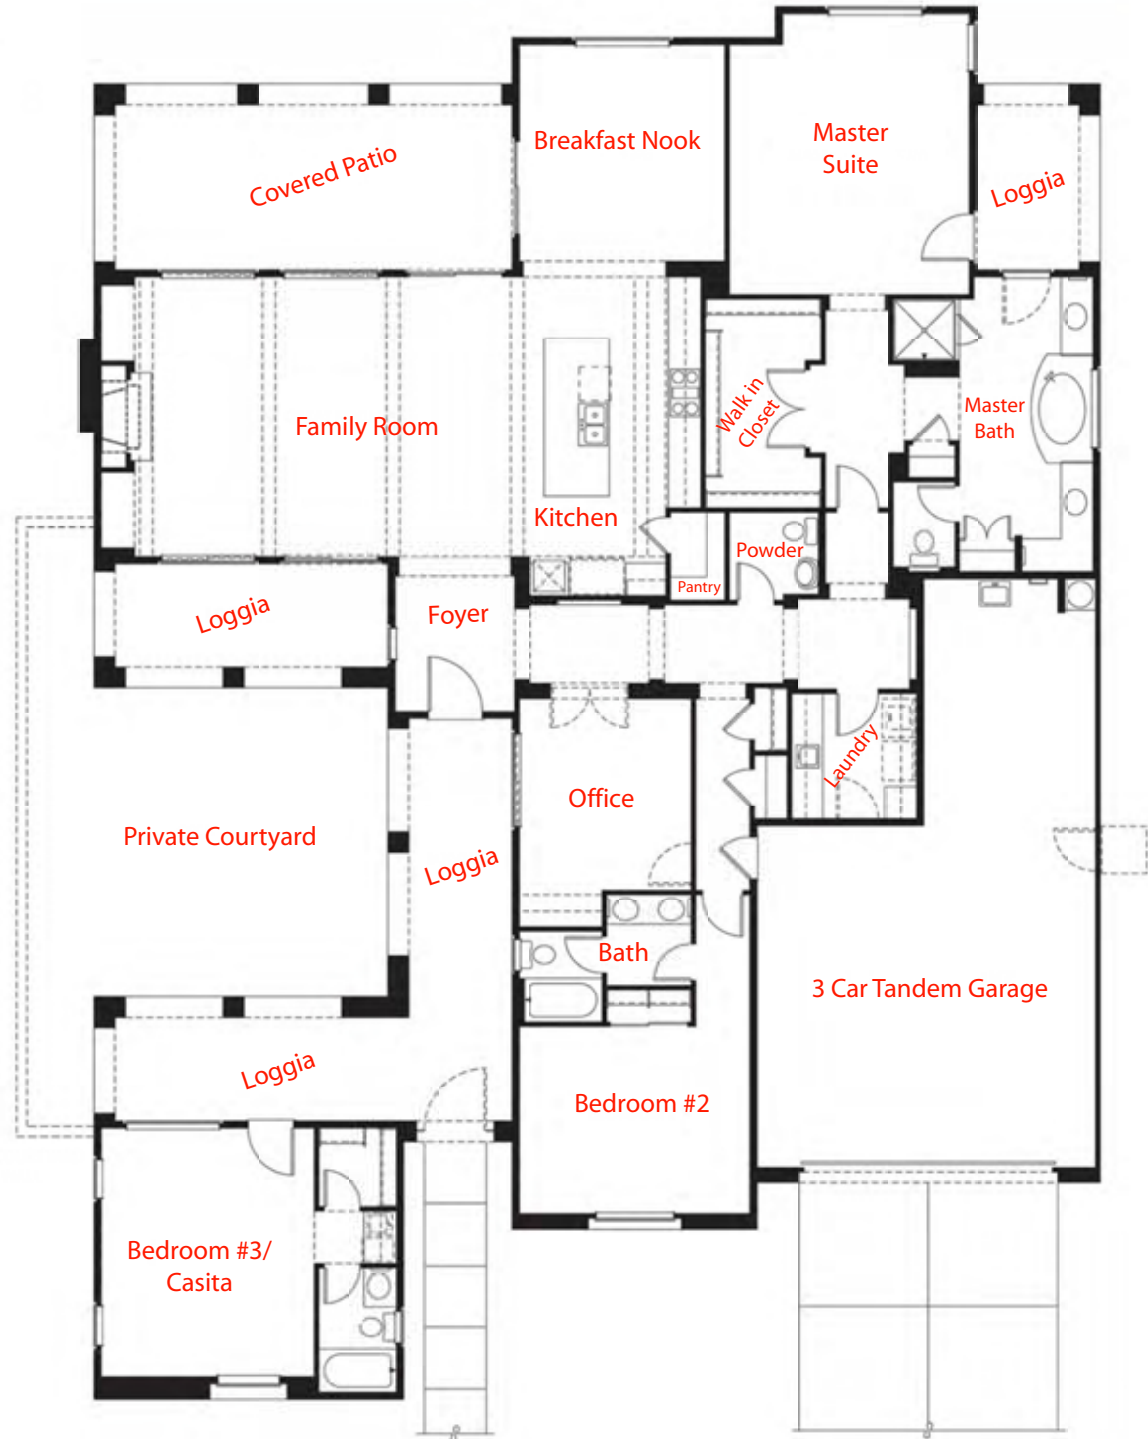 Breakfast Nook
Master
Suite
Covered Patio
Loggia
Walk in
Closet
Master
Bath
Family Room
Kitchen
Powder
Pantry
Loggia
Foyer
Laundry
Office
Private Courtyard
Loggia
Bath
3 Car Tandem Garage
Loggia
Bedroom #2
Bedroom #3/
Casita